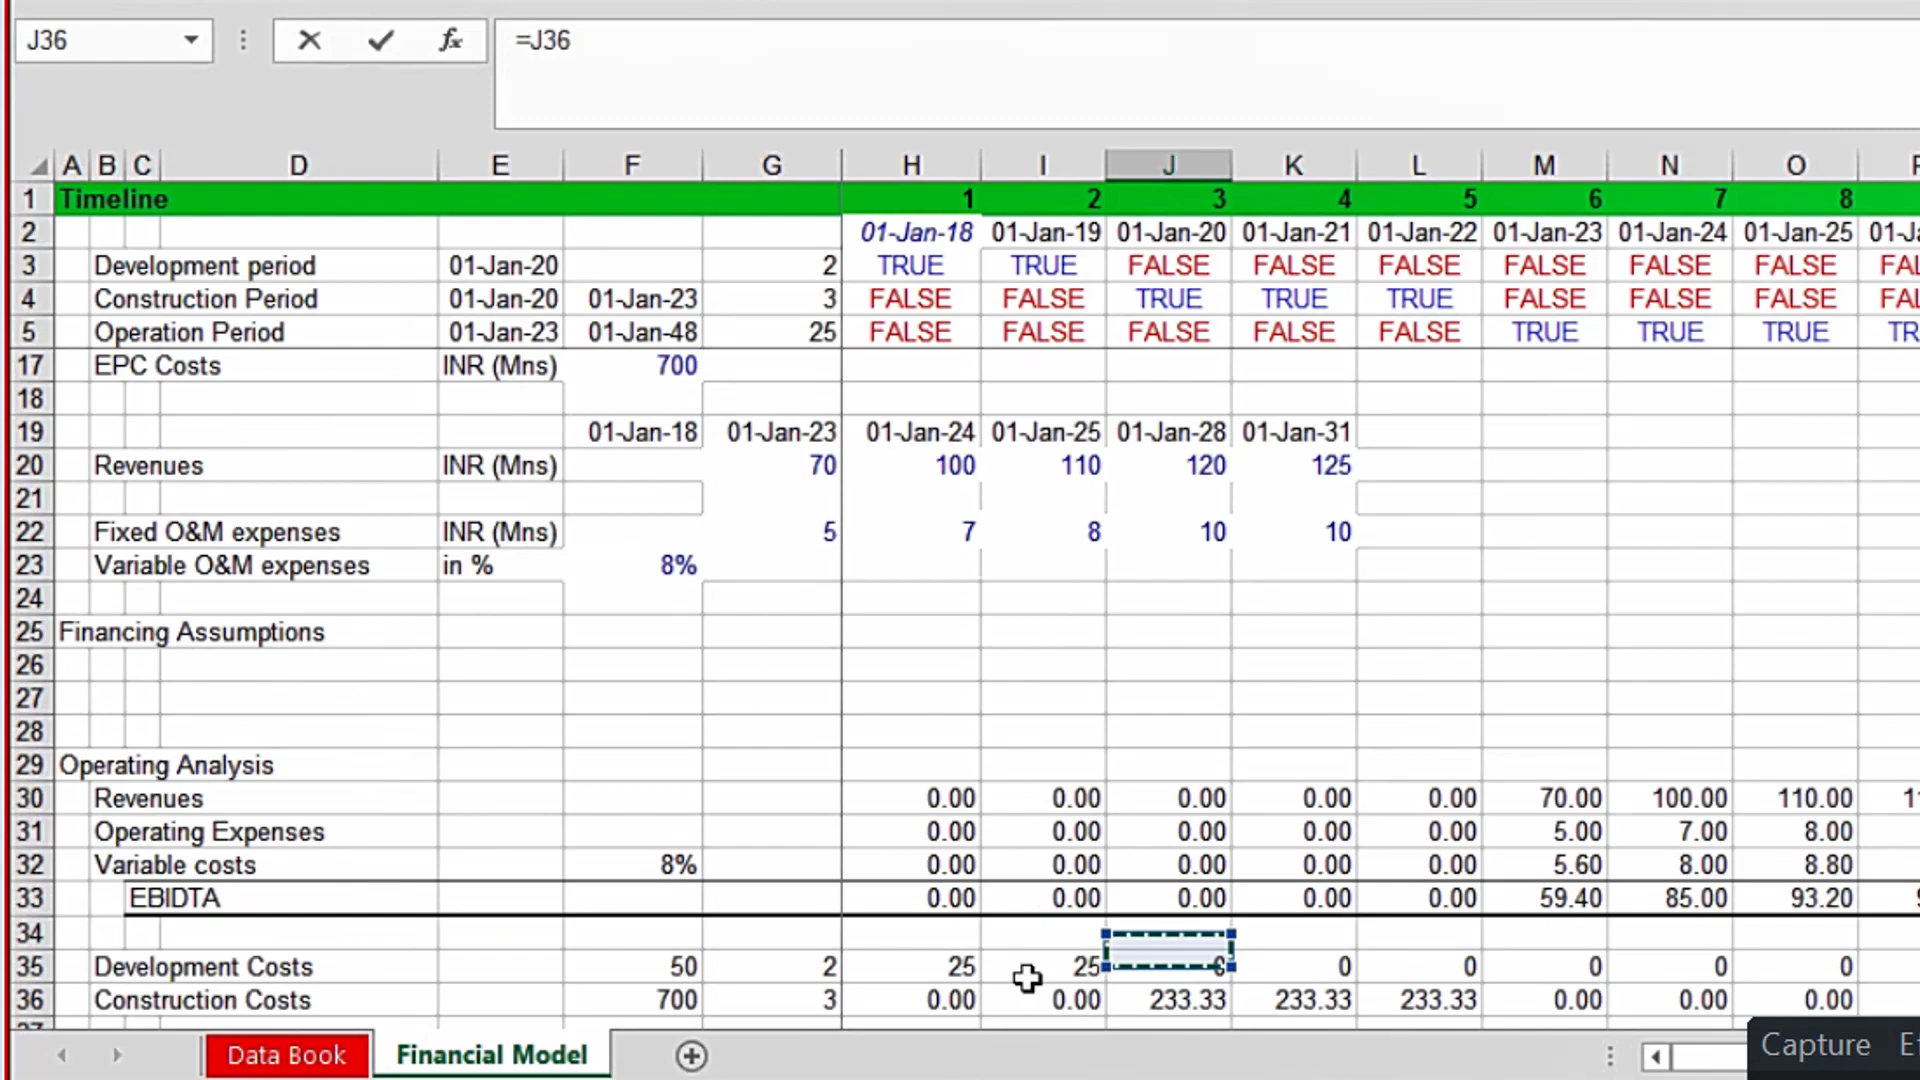 J36 fx =J36
A B C D E F G H I J K L M N O
1 Timeline 1 2 3 4 5 6 7 8
2 01-Jan-18 01-Jan-19 01-Jan-20 01-Jan-21 01-Jan-22 01-Jan-23 01-Jan-24 01-Jan-25
3 Development period 01-Jan-20 2 TRUE TRUE FALSE FALSE FALSE FALSE FALSE FALSE
4 Construction Period 01-Jan-20 01-Jan-23 3 FALSE FALSE TRUE TRUE TRUE FALSE FALSE FALSE
5 Operation Period 01-Jan-23 01-Jan-48 25 FALSE FALSE FALSE FALSE FALSE TRUE TRUE TRUE
17 EPC Costs INR (Mns) 700
18
19 01-Jan-18 01-Jan-23 01-Jan-24 01-Jan-25 01-Jan-28 01-Jan-31
20 Revenues INR (Mns) 70 100 110 120 125
21
22 Fixed O&M expenses INR (Mns) 5 7 8 10 10
23 Variable O&M expenses in % 8%
24
25 Financing Assumptions
26
27
28
29 Operating Analysis
30 Revenues 0.00 0.00 0.00 0.00 0.00 70.00 100.00 110.00
31 Operating Expenses 0.00 0.00 0.00 0.00 0.00 5.00 7.00 8.00
32 Variable costs 8% 0.00 0.00 0.00 0.00 0.00 5.60 8.00 8.80
33 EBIDTA 0.00 0.00 0.00 0.00 0.00 59.40 85.00 93.20
34
35 Development Costs 50 2 25 25 0 0 0 0 0 0
36 Construction Costs 700 3 0.00 0.00 233.33 233.33 233.33 0.00 0.00 0.00
Data Book Financial Model
Capture